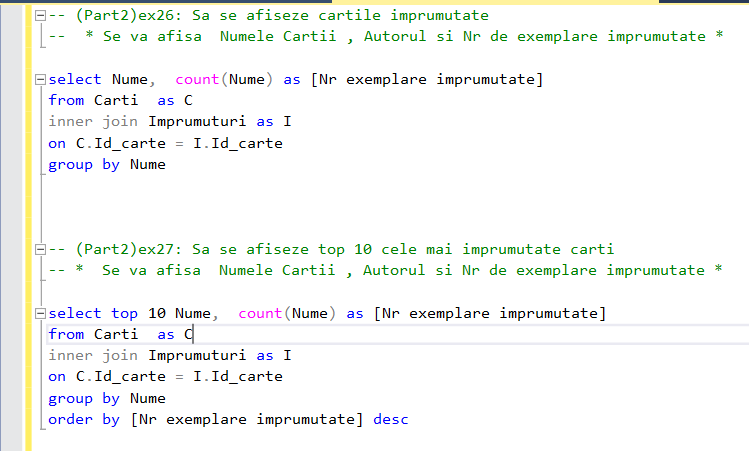 -- (Part2)ex26: Sa se afiseze cartile imprumutate
--  * Se va afisa  Numele Cartii , Autorul si Nr de exemplare imprumutate *
select Nume,  count(Nume) as [Nr exemplare imprumutate]
from Carti  as C
inner join Imprumuturi as I
on C.Id_carte = I.Id_carte
group by Nume
-- (Part2)ex27: Sa se afiseze top 10 cele mai imprumutate carti
-- *  Se va afisa  Numele Cartii , Autorul si Nr de exemplare imprumutate *
select top 10 Nume,  count(Nume) as [Nr exemplare imprumutate]
from Carti  as C
inner join Imprumuturi as I
on C.Id_carte = I.Id_carte
group by Nume
order by [Nr exemplare imprumutate] desc